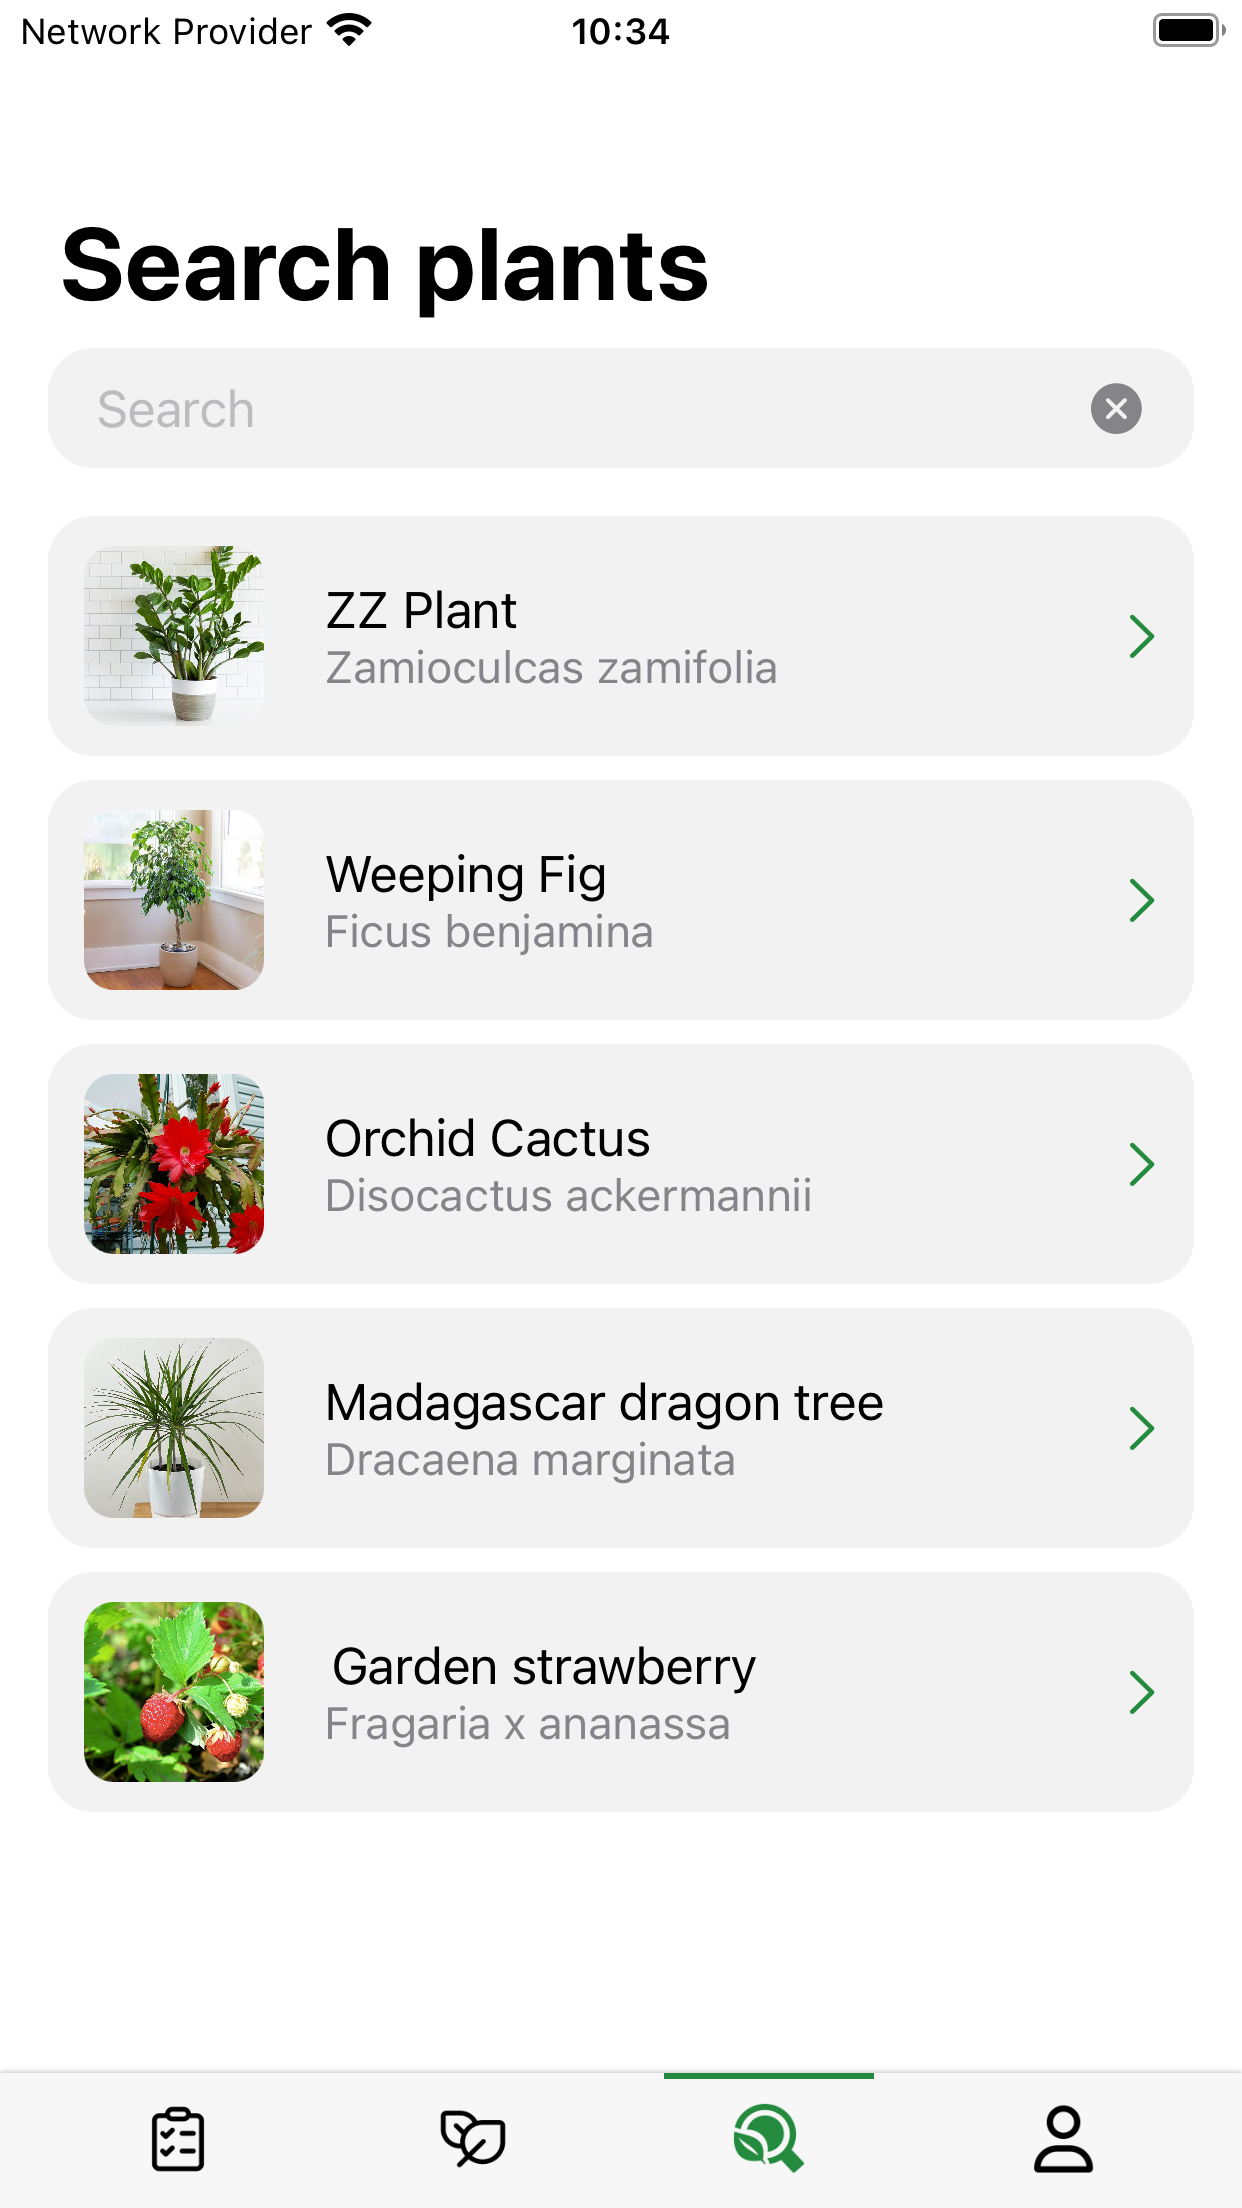 Network Provider 10:34
Search plants
Search
ZZ Plant
Zamioculcas zamifolia
Weeping Fig
Ficus benjamina
Orchid Cactus
Disocactus ackermannii
Madagascar dragon tree
Dracaena marginata
Garden strawberry
Fragaria x ananassa